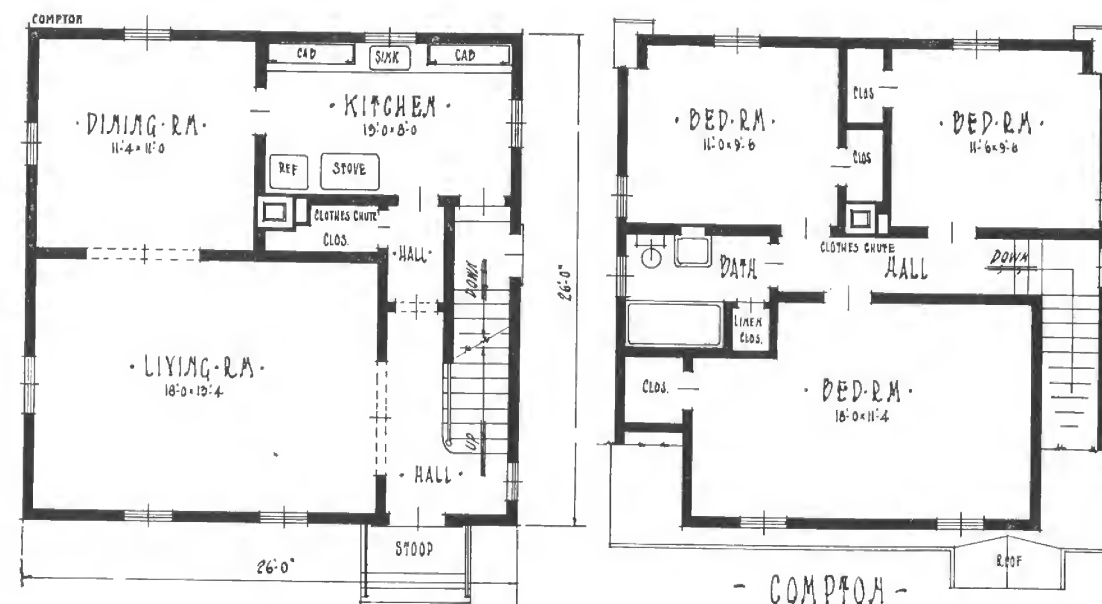 COMPTON
CAB
SINK
CAB
· DINING · RM ·
11'-4 x 11'-0
· KITCHEN ·
13'-0 x 8'-0
REF
STOVE
CLOTHES CHUTE
CLOS.
· HALL ·
DOWN
26'-0"
· LIVING · RM ·
18'-0 x 13'-4
UP
· HALL ·
STOOP
26'-0"
· BED · RM ·
11'-0 x 9'-6
CLOS
CLOS
· BED · RM ·
11'-6 x 9'-6
CLOTHES CHUTE
BATH
HALL
DOWN
LINEN
CLOS.
CLOS.
· BED · RM ·
18'-0 x 11'-4
ROOF
- COMPTON -